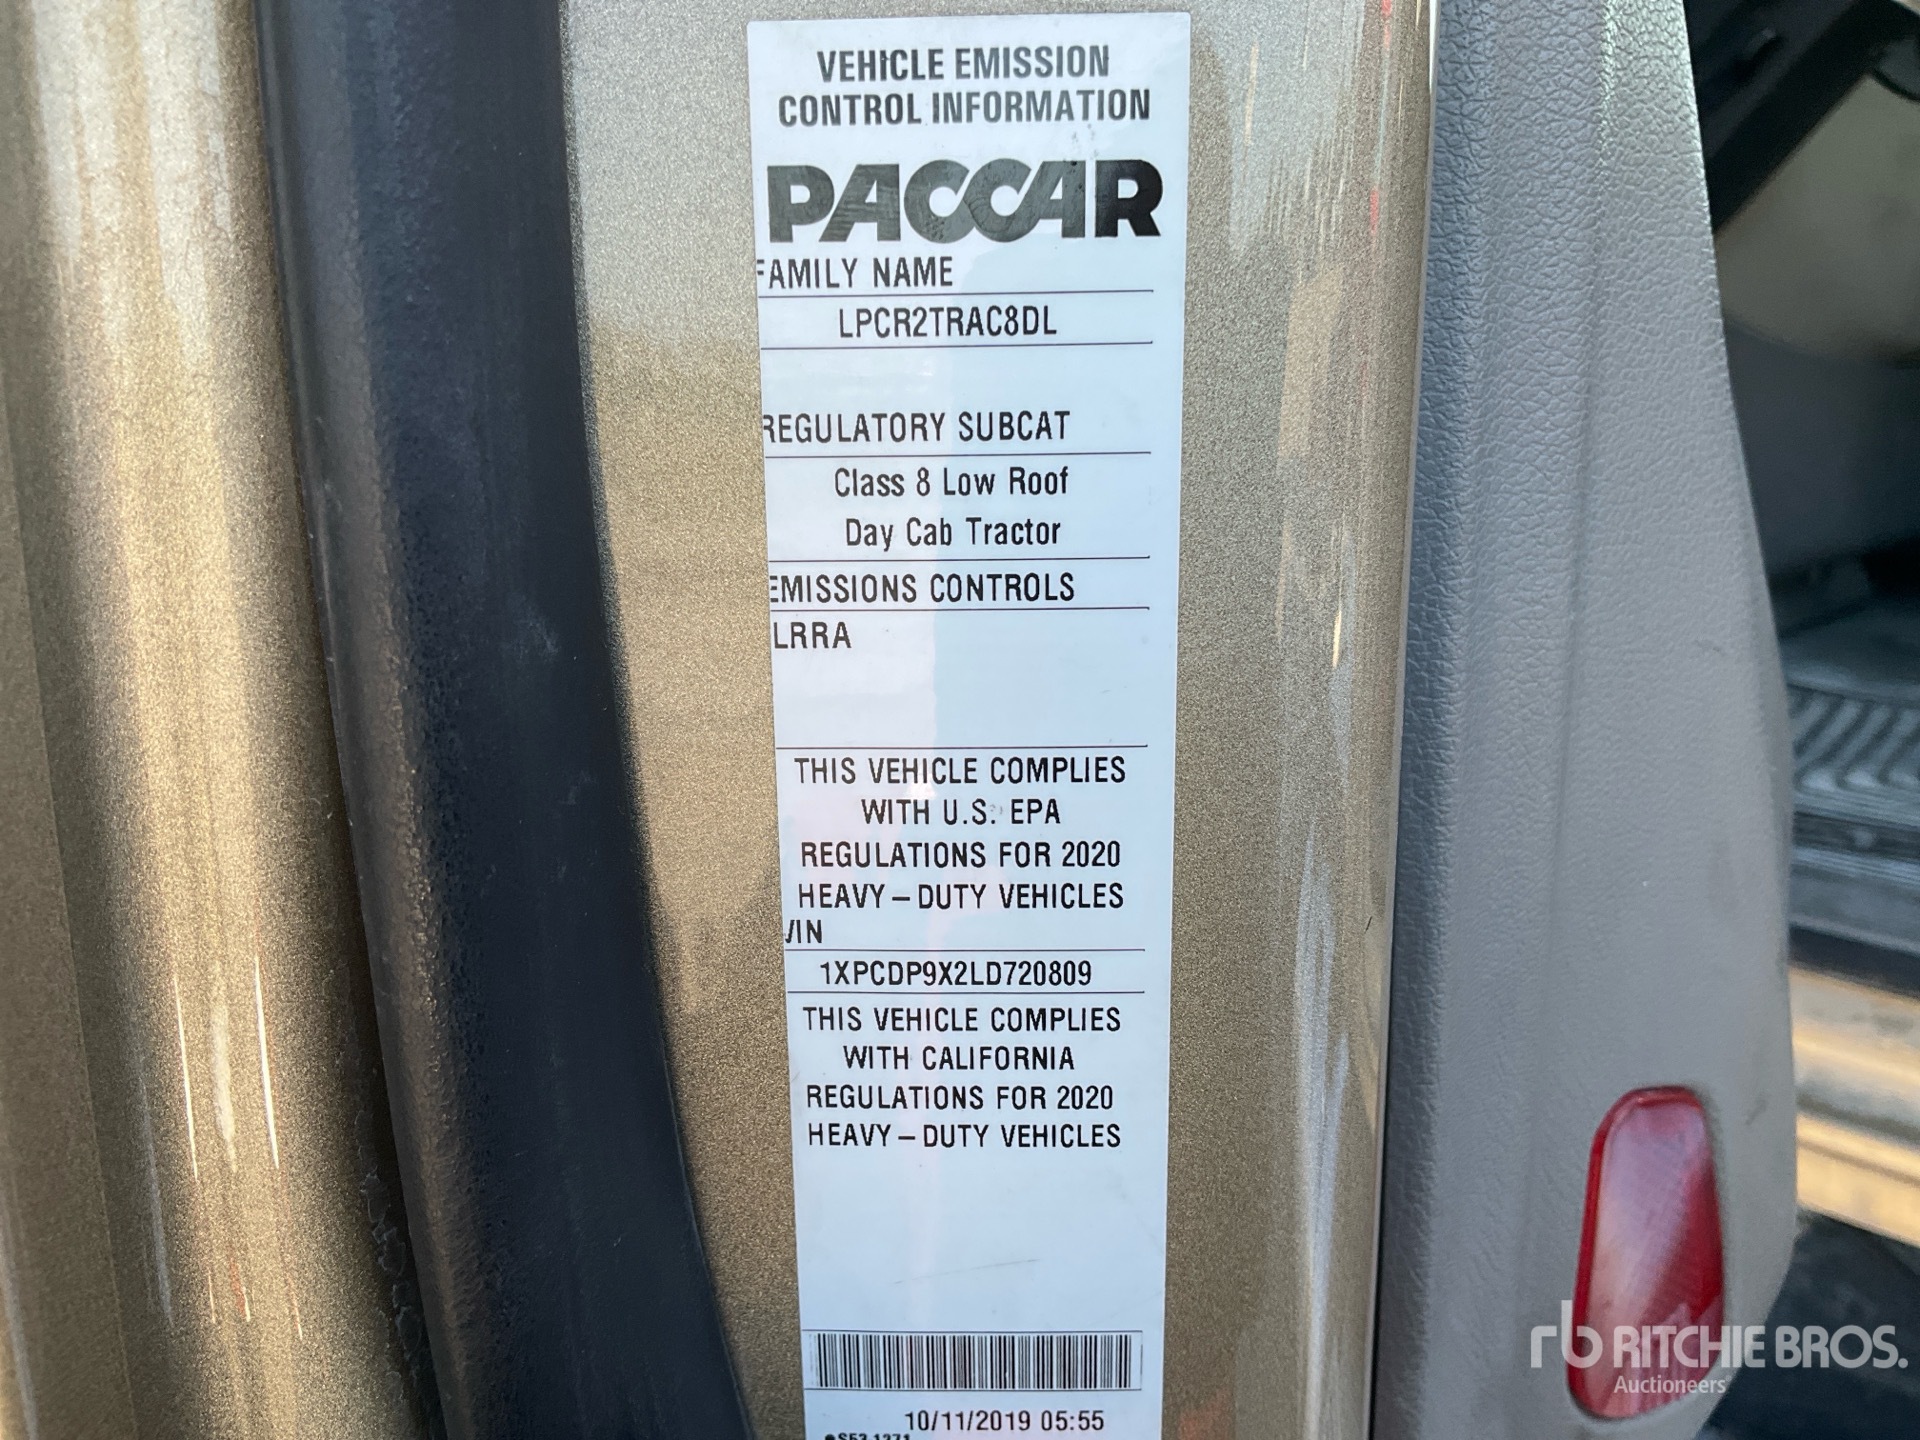 VEHICLE EMISSION
CONTROL INFORMATION
PACCAR
FAMILY NAME
LPCR2TRAC8DL
REGULATORY SUBCAT
Class 8 Low Roof
Day Cab Tractor
EMISSIONS CONTROLS
LRRA
THIS VEHICLE COMPLIES
WITH U.S. EPA
REGULATIONS FOR 2020
HEAVY-DUTY VEHICLES
VIN
1XPCDP9X2LD720809
THIS VEHICLE COMPLIES
WITH CALIFORNIA
REGULATIONS FOR 2020
HEAVY-DUTY VEHICLES
10/11/2019 05:55
rb RITCHIE BROS.
Auctioneers